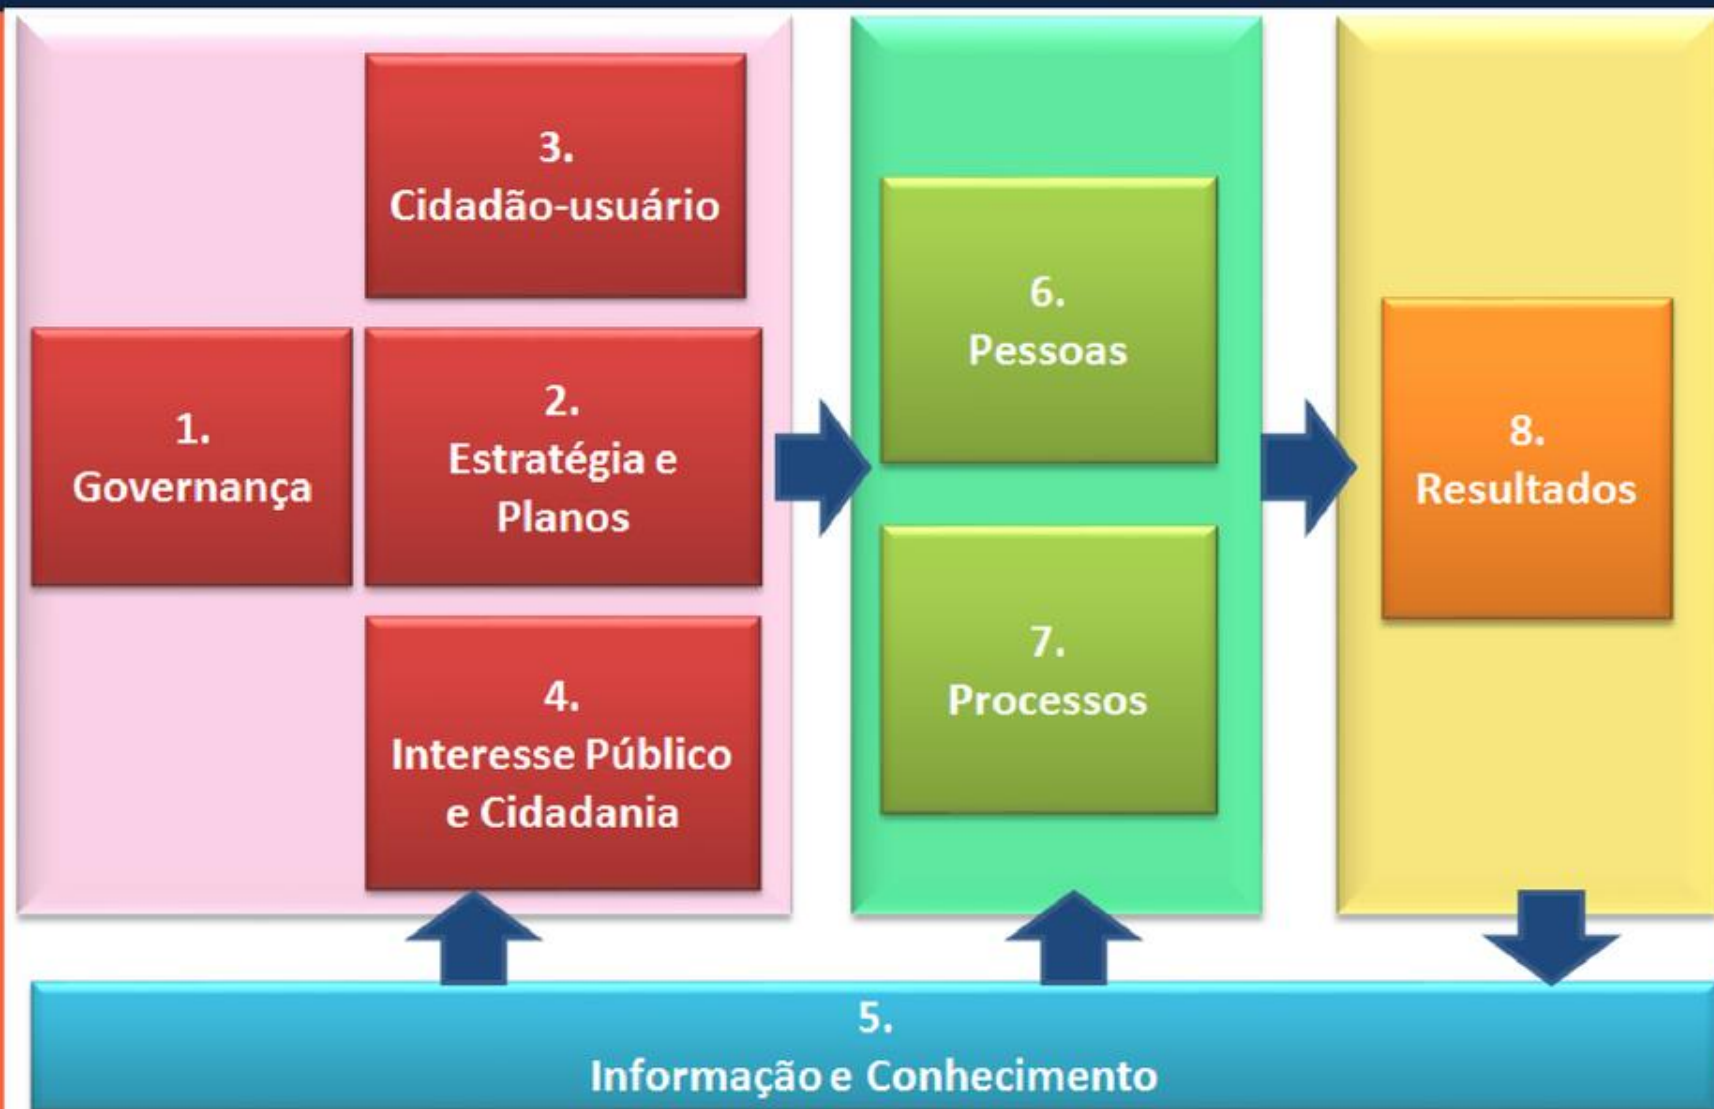 3.
Cidadão-usuário
1.
Governança
2.
Estratégia e
Planos
4.
Interesse Público
e Cidadania
6.
Pessoas
7.
Processos
8.
Resultados
5.
Informação e Conhecimento